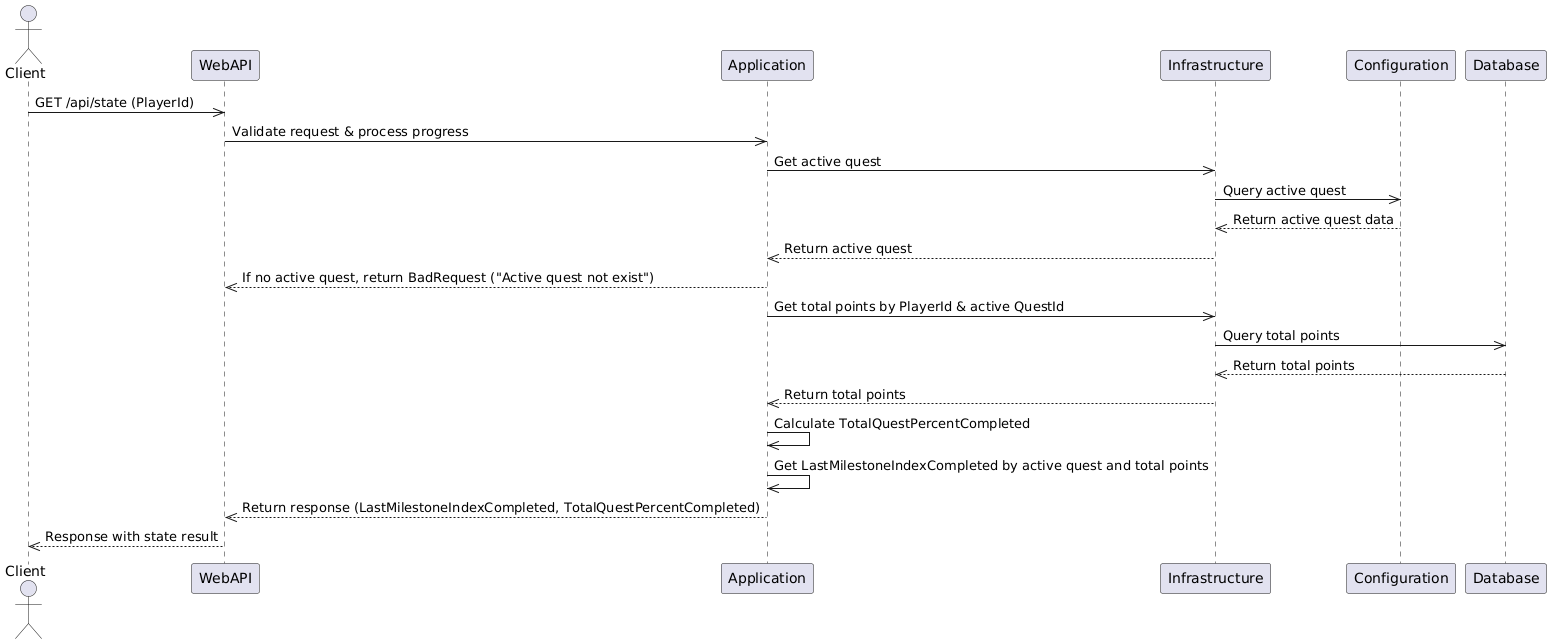 Client
WebAPI
Application
Infrastructure
Configuration
Database
GET /api/state (PlayerId)
Validate request & process progress
Get active quest
Query active quest
Return active quest data
Return active quest
If no active quest, return BadRequest ("Active quest not exist")
Get total points by PlayerId & active QuestId
Query total points
Return total points
Return total points
Calculate TotalQuestPercentCompleted
Get LastMilestoneIndexCompleted by active quest and total points
Return response (LastMilestoneIndexCompleted, TotalQuestPercentCompleted)
Response with state result
Client
WebAPI
Application
Infrastructure
Configuration
Database